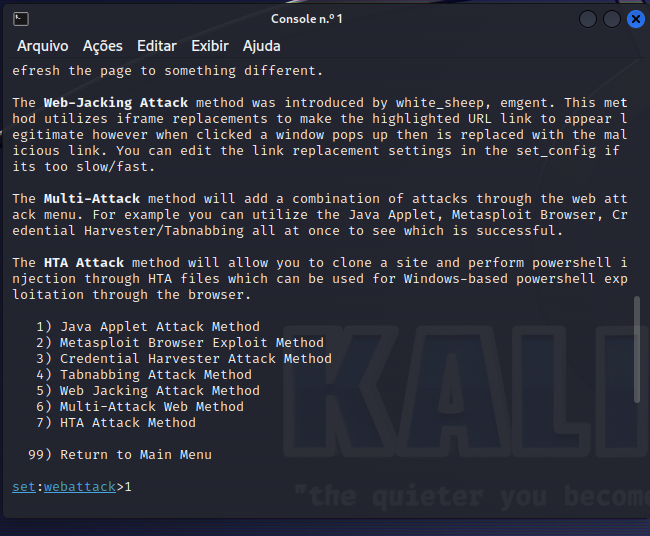 Console n.º 1
Arquivo Ações Editar Exibir Ajuda
efresh the page to something different.
The Web-Jacking Attack method was introduced by white_sheep, emgent. This met
hod utilizes iframe replacements to make the highlighted URL link to appear l
egitimate however when clicked a window pops up then is replaced with the mal
icious link. You can edit the link replacement settings in the set_config if
its too slow/fast.
The Multi-Attack method will add a combination of attacks through the web att
ack menu. For example you can utilize the Java Applet, Metasploit Browser, Cr
edential Harvester/Tabnabbing all at once to see which is successful.
The HTA Attack method will allow you to clone a site and perform powershell i
njection through HTA files which can be used for Windows-based powershell exp
loitation through the browser.
1) Java Applet Attack Method
2) Metasploit Browser Exploit Method
3) Credential Harvester Attack Method
4) Tabnabbing Attack Method
5) Web Jacking Attack Method
6) Multi-Attack Web Method
7) HTA Attack Method
KALI
99) Return to Main Menu
set:webattack>1
"the quieter you become